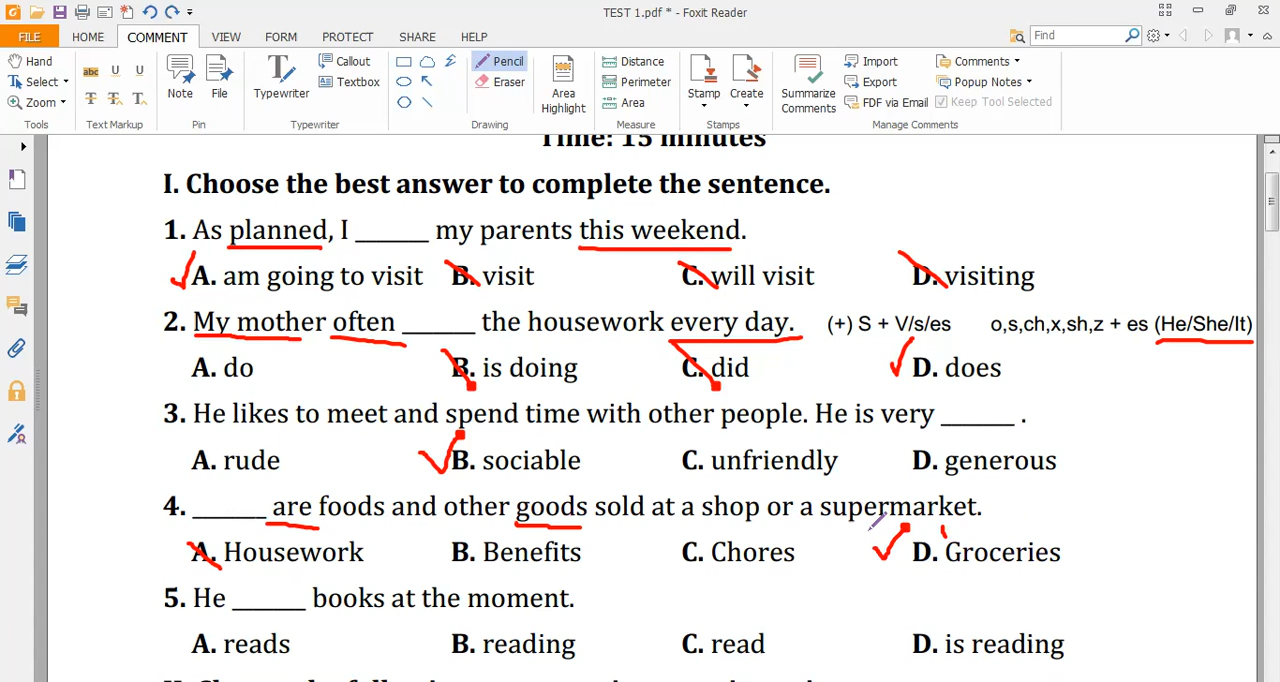 TEST 1.pdf * - Foxit Reader
FILE HOME COMMENT VIEW FORM PROTECT SHARE HELP Find
Hand Callout Pencil Distance Import Comments
Select Note File Typewriter Textbox Eraser Area Highlight Perimeter Stamp Create Summarize Comments Export Popup Notes
Zoom Area FDF via Email Keep Tool Selected
Tools Text Markup Pin Typewriter Drawing Measure Stamps Manage Comments
Time: 15 minutes
I. Choose the best answer to complete the sentence.
1. As planned, I ______ my parents this weekend.
A. am going to visit B. visit C. will visit D. visiting
2. My mother often ______ the housework every day. (+) S + V/s/es o,s,ch,x,sh,z + es (He/She/It)
A. do B. is doing C. did D. does
3. He likes to meet and spend time with other people. He is very ______ .
A. rude B. sociable C. unfriendly D. generous
4. ______ are foods and other goods sold at a shop or a supermarket.
A. Housework B. Benefits C. Chores D. Groceries
5. He ______ books at the moment.
A. reads B. reading C. read D. is reading